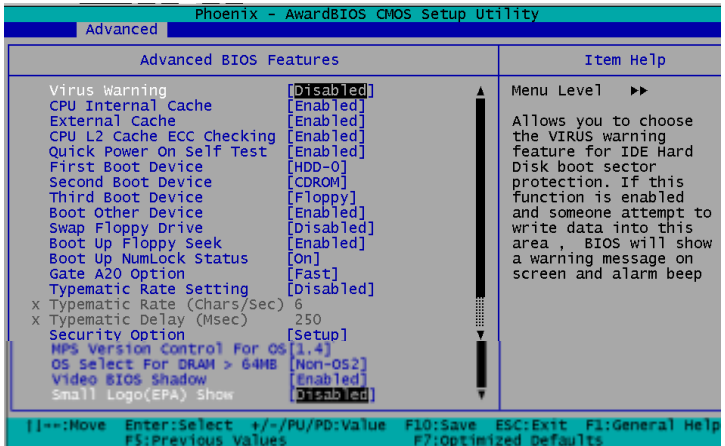 Phoenix - AwardBIOS CMOS Setup Utility
Advanced
Advanced BIOS Features
Virus Warning [Disabled]
CPU Internal Cache [Enabled]
External Cache [Enabled]
CPU L2 Cache ECC Checking [Enabled]
Quick Power On Self Test [Enabled]
First Boot Device [HDD-0]
Second Boot Device [CDROM]
Third Boot Device [Floppy]
Boot Other Device [Enabled]
Swap Floppy Drive [Disabled]
Boot Up Floppy Seek [Enabled]
Boot Up NumLock Status [On]
Gate A20 Option [Fast]
Typematic Rate Setting [Disabled]
x Typematic Rate (Chars/Sec) 6
x Typematic Delay (Msec) 250
Security Option [Setup]
MPS Version Control For OS[1.4]
OS Select For DRAM > 64MB [Non-OS2]
Video BIOS Shadow [Enabled]
Small Logo(EPA) Show [Disabled]
Item Help
Menu Level ▶▶
Allows you to choose
the VIRUS warning
feature for IDE Hard
Disk boot sector
protection. If this
function is enabled
and someone attempt to
write data into this
area , BIOS will show
a warning message on
screen and alarm beep
:Move Enter:Select +/-/PU/PD:Value F10:Save ESC:Exit F1:General Help
F5:Previous Values F7:Optimized Defaults